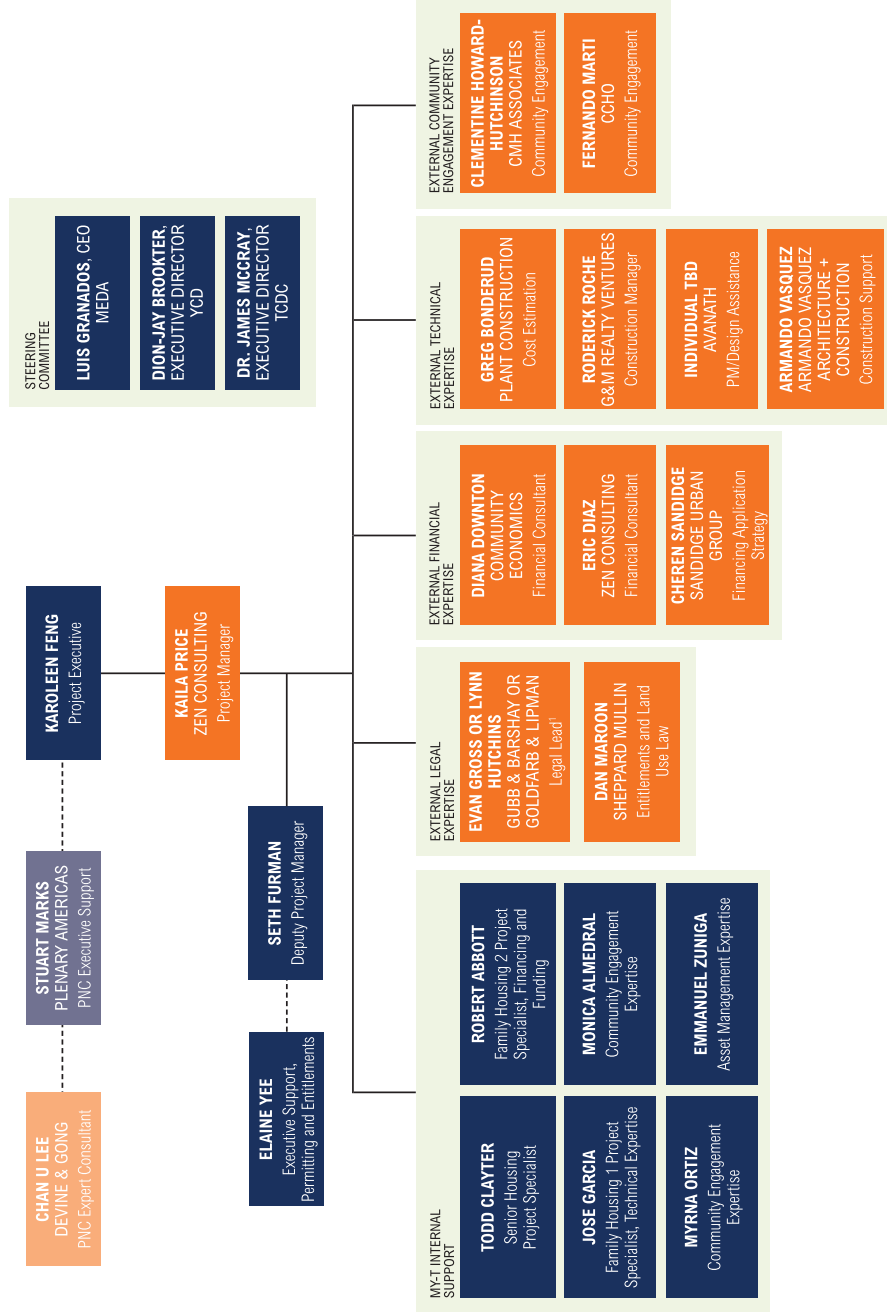 CHAN U LEE
DEVINE & GONG
PNC Expert Consultant
STUART MARKS
PLENARY AMERICAS
PNC Executive Support
KAROLEEN FENG
Project Executive
STEERING
COMMITTEE
LUIS GRANADOS, CEO
MEDA
DION-JAY BROOKTER,
EXECUTIVE DIRECTOR
YCD
DR. JAMES MCCRAY,
EXECUTIVE DIRECTOR
TCDC
KAILA PRICE
ZEN CONSULTING
Project Manager
ELAINE YEE
Executive Support,
Permitting and Entitlements
SETH FURMAN
Deputy Project Manager
MY-T INTERNAL
SUPPORT
TODD CLAYTER
Senior Housing
Project Specialist
ROBERT ABBOTT
Family Housing 2 Project
Specialist, Financing and
Funding
JOSE GARCIA
Family Housing 1 Project
Specialist, Technical Expertise
MONICA ALMEDRAL
Community Engagement
Expertise
MYRNA ORTIZ
Community Engagement
Expertise
EMMANUEL ZUNIGA
Asset Management Expertise
EXTERNAL LEGAL
EXPERTISE
EVAN GROSS OR LYNN
HUTCHINS
GUBB & BARSHAY OR
GOLDFARB & LIPMAN
Legal Lead¹
DAN MAROON
SHEPPARD MULLIN
Entitlements and Land
Use Law
EXTERNAL FINANCIAL
EXPERTISE
DIANA DOWNTON
COMMUNITY
ECONOMICS
Financial Consultant
ERIC DIAZ
ZEN CONSULTING
Financial Consultant
CHEREN SANDIDGE
SANDIDGE URBAN
GROUP
Financing Application
Strategy
EXTERNAL TECHNICAL
EXPERTISE
GREG BONDERUD
PLANT CONSTRUCTION
Cost Estimation
RODERICK ROCHE
G&M REALTY VENTURES
Construction Manager
INDIVIDUAL TBD
AVANATH
PM/Design Assistance
ARMANDO VASQUEZ
ARMANDO VASQUEZ
ARCHITECTURE +
CONSTRUCTION
Construction Support
EXTERNAL COMMUNITY
ENGAGEMENT EXPERTISE
CLEMENTINE HOWARD-
HUTCHINSON
CMH ASSOCIATES
Community Engagement
FERNANDO MARTI
CCHO
Community Engagement